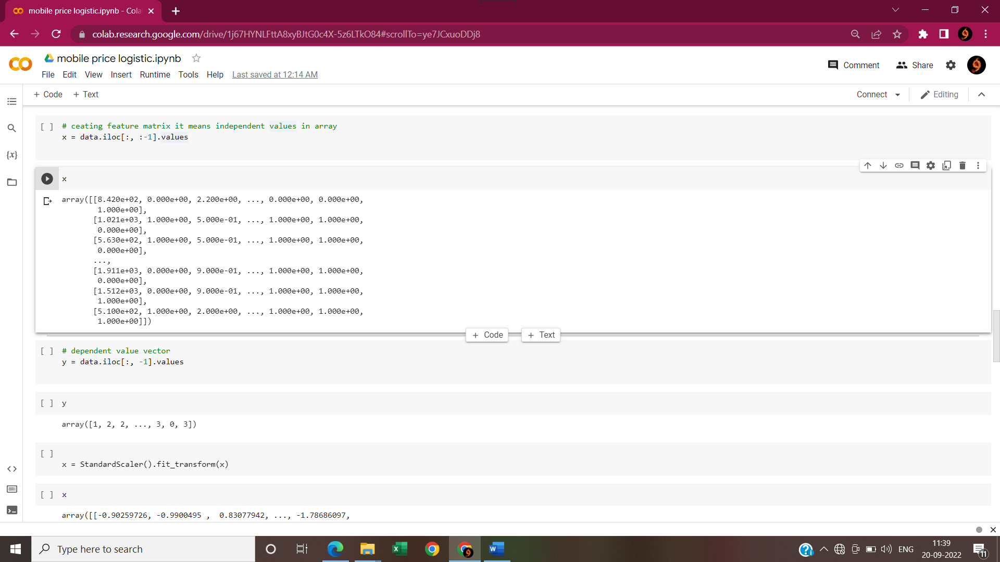 mobile price logistic.ipynb - Cola
colab.research.google.com/drive/1j67HYNLFttA8xyBJtG0c4X-5z6LTkO84#scrollTo=ye7JCxuoDDj8
mobile price logistic.ipynb
Comment Share
File Edit View Insert Runtime Tools Help Last saved at 12:14 AM
+ Code + Text
Connect Editing
{x}
[ ] # ceating feature matrix it means independent values in array
x = data.iloc[:, :-1].values
x
array([[8.420e+02, 0.000e+00, 2.200e+00, ..., 0.000e+00, 0.000e+00,
1.000e+00],
[1.021e+03, 1.000e+00, 5.000e-01, ..., 1.000e+00, 1.000e+00,
0.000e+00],
[5.630e+02, 1.000e+00, 5.000e-01, ..., 1.000e+00, 1.000e+00,
0.000e+00],
...,
[1.911e+03, 0.000e+00, 9.000e-01, ..., 1.000e+00, 1.000e+00,
0.000e+00],
[1.512e+03, 0.000e+00, 9.000e-01, ..., 1.000e+00, 1.000e+00,
1.000e+00],
[5.100e+02, 1.000e+00, 2.000e+00, ..., 1.000e+00, 1.000e+00,
1.000e+00]])
+ Code + Text
[ ] # dependent value vector
y = data.iloc[:, -1].values
[ ] y
array([1, 2, 2, ..., 3, 0, 3])
[ ]
x = StandardScaler().fit_transform(x)
[ ] x
array([[-0.90259726, -0.9900495 , 0.83077942, ..., -1.78686097,
Type here to search
ENG
11:39
20-09-2022
11